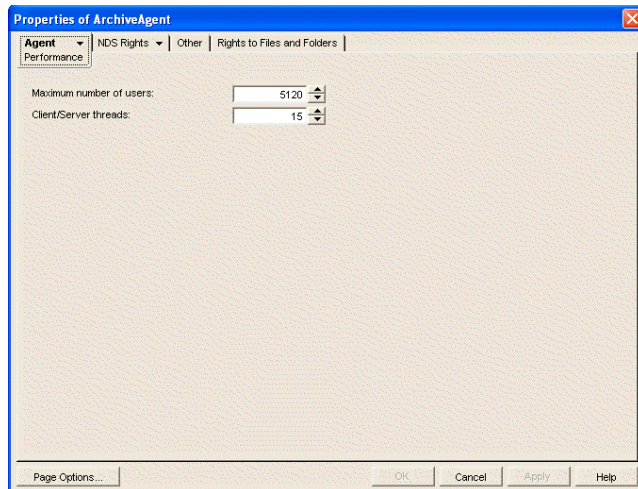 Properties of ArchiveAgent
Agent NDS Rights Other Rights to Files and Folders
Performance
Maximum number of users: 5120
Client/Server threads: 15
Page Options... OK Cancel Apply Help